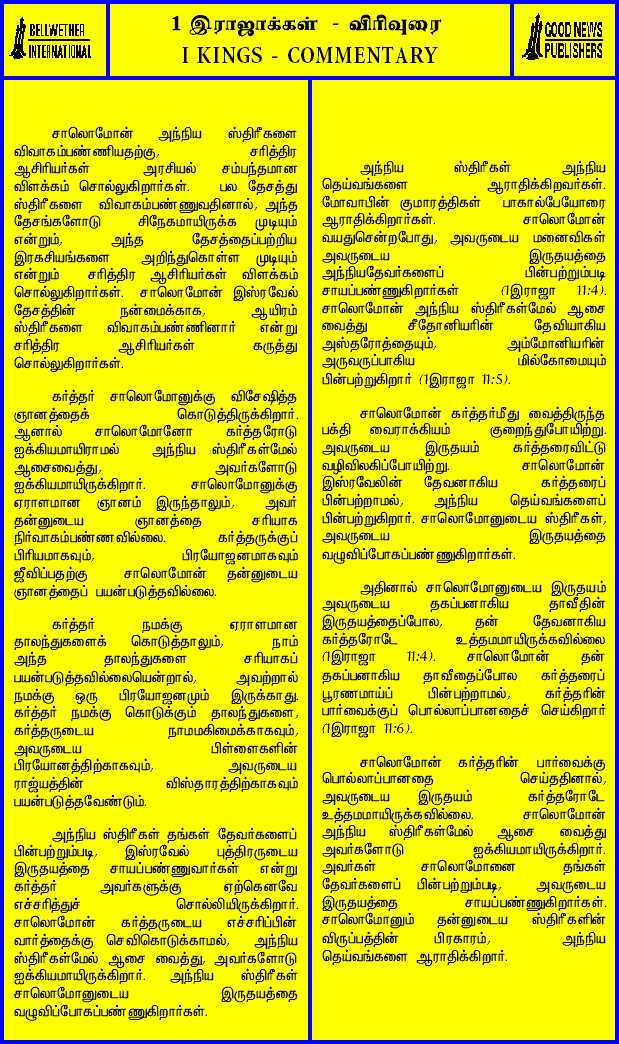 BELLWETHER
INTERNATIONAL
1 இராஜாக்கள் - விரிவுரை
I KINGS - COMMENTARY
GOOD NEWS
PUBLISHERS
சாலொமோன் அந்நிய ஸ்திரீகளை
விவாகம்பண்ணியதற்கு, சரித்திர
ஆசிரியர்கள் அரசியல் சம்பந்தமான
விளக்கம் சொல்லுகிறார்கள். பல தேசத்து
ஸ்திரீகளை விவாகம்பண்ணுவதினால், அந்த
தேசங்களோடு சிநேகமாயிருக்க முடியும்
என்றும், அந்த தேசத்தைப்பற்றிய
இரகசியங்களை அறிந்துகொள்ள முடியும்
என்றும் சரித்திர ஆசிரியர்கள் விளக்கம்
சொல்லுகிறார்கள். சாலொமோன் இஸ்ரவேல்
தேசத்தின் நன்மைக்காக, ஆயிரம்
ஸ்திரீகளை விவாகம்பண்ணினார் என்று
சரித்திர ஆசிரியர்கள் கருத்து
சொல்லுகிறார்கள்.
கர்த்தர் சாலொமோனுக்கு விசேஷித்த
ஞானத்தைக் கொடுத்திருக்கிறார்.
ஆனால் சாலொமோனோ கர்த்தரோடு
ஐக்கியமாயிராமல் அந்நிய ஸ்திரீகள்மேல்
ஆசைவைத்து, அவர்களோடு
ஐக்கியமாயிருக்கிறார். சாலொமோனுக்கு
ஏராளமான ஞானம் இருந்தாலும், அவர்
தன்னுடைய ஞானத்தை சரியாக
நிர்வாகம்பண்ணவில்லை. கர்த்தருக்குப்
பிரியமாகவும், பிரயோஜனமாகவும்
ஜீவிப்பதற்கு சாலொமோன் தன்னுடைய
ஞானத்தைப் பயன்படுத்தவில்லை.
கர்த்தர் நமக்கு ஏராளமான
தாலந்துகளைக் கொடுத்தாலும், நாம்
அந்த தாலந்துகளை சரியாகப்
பயன்படுத்தவில்லையென்றால், அவற்றால்
நமக்கு ஒரு பிரயோஜனமும் இருக்காது.
கர்த்தர் நமக்கு கொடுக்கும் தாலந்துகளை,
கர்த்தருடைய நாமமகிமைக்காகவும்,
அவருடைய பிள்ளைகளின்
பிரயோனத்திற்காகவும், அவருடைய
ராஜ்யத்தின் விஸ்தாரத்திற்காகவும்
பயன்படுத்தவேண்டும்.
அந்நிய ஸ்திரீகள் தங்கள் தேவர்களைப்
பின்பற்றும்படி, இஸ்ரவேல் புத்திரருடைய
இருதயத்தை சாயப்பண்ணுவார்கள் என்று
கர்த்தர் அவர்களுக்கு ஏற்கெனவே
எச்சரித்துச் சொல்லியிருக்கிறார்.
சாலொமோன் கர்த்தருடைய எச்சரிப்பின்
வார்த்தைக்கு செவிகொடுக்காமல், அந்நிய
ஸ்திரீகள்மேல் ஆசை வைத்து, அவர்களோடு
ஐக்கியமாயிருக்கிறார். அந்நிய ஸ்திரீகள்
சாலொமோனுடைய இருதயத்தை
வழுவிப்போகப்பண்ணுகிறார்கள்.
அந்நிய ஸ்திரீகள் அந்நிய
தெய்வங்களை ஆராதிக்கிறவர்கள்.
மோவாபின் குமாரத்திகள் பாகால்பேயோரை
ஆராதிக்கிறார்கள். சாலொமோன்
வயதுசென்றபோது, அவருடைய மனைவிகள்
அவருடைய இருதயத்தை
அந்நியதேவர்களைப் பின்பற்றும்படி
சாயப்பண்ணுகிறார்கள் (1இராஜா 11:4).
சாலொமோன் அந்நிய ஸ்திரீகள்மேல் ஆசை
வைத்து சீதோனியரின் தேவியாகிய
அஸ்தரோத்தையும், அம்மோனியரின்
அருவருப்பாகிய மில்கோமையும்
பின்பற்றுகிறார் (1இராஜா 11:5).
சாலொமோன் கர்த்தர்மீது வைத்திருந்த
பக்தி வைராக்கியம் குறைந்துபோயிற்று.
அவருடைய இருதயம் கர்த்தரைவிட்டு
வழிவிலகிப்போயிற்று. சாலொமோன்
இஸ்ரவேலின் தேவனாகிய கர்த்தரைப்
பின்பற்றாமல், அந்நிய தெய்வங்களைப்
பின்பற்றுகிறார். சாலொமோனுடைய ஸ்திரீகள்,
அவருடைய இருதயத்தை
வழுவிப்போகப்பண்ணுகிறார்கள்.
அதினால் சாலொமோனுடைய இருதயம்
அவருடைய தகப்பனாகிய தாவீதின்
இருதயத்தைப்போல, தன் தேவனாகிய
கர்த்தரோடே உத்தமமாயிருக்கவில்லை
(1இராஜா 11:4). சாலொமோன் தன்
தகப்பனாகிய தாவீதைப்போல கர்த்தரைப்
பூரணமாய்ப் பின்பற்றாமல், கர்த்தரின்
பார்வைக்குப் பொல்லாப்பானதைச் செய்கிறார்
(1இராஜா 11:6).
சாலொமோன் கர்த்தரின் பார்வைக்கு
பொல்லாப்பானதை செய்ததினால்,
அவருடைய இருதயம் கர்த்தரோடே
உத்தமமாயிருக்கவில்லை. சாலொமோன்
அந்நிய ஸ்திரீகள்மேல் ஆசை வைத்து
அவர்களோடு ஐக்கியமாயிருக்கிறார்.
அவர்கள் சாலொமோனை தங்கள்
தேவர்களைப் பின்பற்றும்படி, அவருடைய
இருதயத்தை சாயப்பண்ணுகிறார்கள்.
சாலொமோனும் தன்னுடைய ஸ்திரீகளின்
விருப்பத்தின் பிரகாரம், அந்நிய
தெய்வங்களை ஆராதிக்கிறார்.